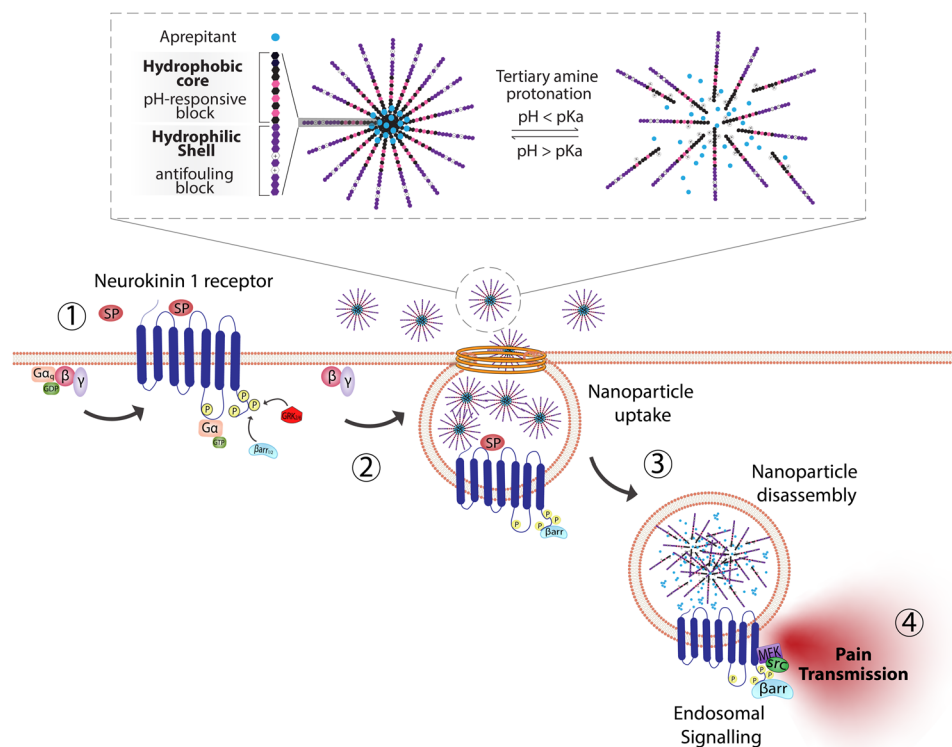 Aprepitant
Hydrophobic
core
pH-responsive
block
Hydrophilic
Shell
antifouling
block
Tertiary amine
protonation
pH < pKa
pH > pKa
Neurokinin 1 receptor
1
SP
SP
Gαq
GDP
β
γ
P
P
P
P
Gα
GTP
βarr
β
γ
2
SP
P
P
P
βarr
Nanoparticle
uptake
3
Nanoparticle
disassembly
4
MEK
src
P
P
P
βarr
Pain
Transmission
Endosomal
Signalling